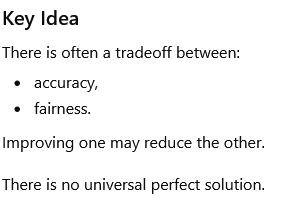 Key Idea
There is often a tradeoff between:
• accuracy,
• fairness.
Improving one may reduce the other.
There is no universal perfect solution.